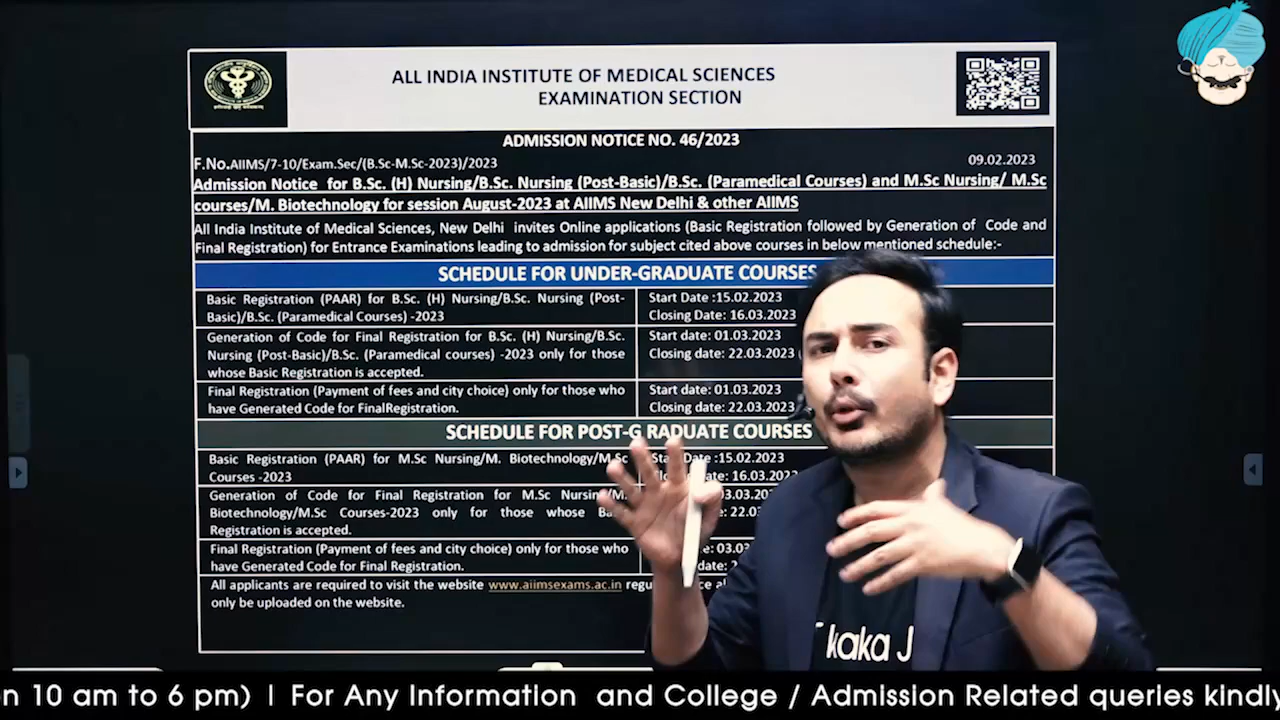 ALL INDIA INSTITUTE OF MEDICAL SCIENCES
EXAMINATION SECTION
ADMISSION NOTICE NO. 46/2023
F.No.AIIMS/7-10/Exam.Sec/(B.Sc-M.Sc-2023)/2023 09.02.2023
Admission Notice for B.Sc. (H) Nursing/B.Sc. Nursing (Post-Basic)/B.Sc. (Paramedical Courses) and M.Sc Nursing/ M.Sc
courses/M. Biotechnology for session August-2023 at AIIMS New Delhi & other AIIMS
All India Institute of Medical Sciences, New Delhi invites Online applications (Basic Registration followed by Generation of Code and
Final Registration) for Entrance Examinations leading to admission for subject cited above courses in below mentioned schedule:-
SCHEDULE FOR UNDER-GRADUATE COURSES
Basic Registration (PAAR) for B.Sc. (H) Nursing/B.Sc. Nursing (Post-
Basic)/B.Sc. (Paramedical Courses) -2023
Start Date :15.02.2023
Closing Date: 16.03.2023
Generation of Code for Final Registration for B.Sc. (H) Nursing/B.Sc.
Nursing (Post-Basic)/B.Sc. (Paramedical courses) -2023 only for those
whose Basic Registration is accepted.
Start date: 01.03.2023
Closing date: 22.03.2023 (
Final Registration (Payment of fees and city choice) only for those who
have Generated Code for FinalRegistration.
Start date: 01.03.2023
Closing date: 22.03.2023
SCHEDULE FOR POST-G RADUATE COURSES
Basic Registration (PAAR) for M.Sc Nursing/M. Biotechnology/M.Sc
Courses -2023
Date :15.02.2023
Date: 16.03.2023
Generation of Code for Final Registration for M.Sc Nursing/M.
Biotechnology/M.Sc Courses-2023 only for those whose
Registration is accepted.
Final Registration (Payment of fees and city choice) only for those who
have Generated Code for Final Registration.
All applicants are required to visit the website www.aiimsexams.ac.in
only be uploaded on the website.
kaka J
on 10 am to 6 pm) | For Any Information and College / Admission Related queries kindly